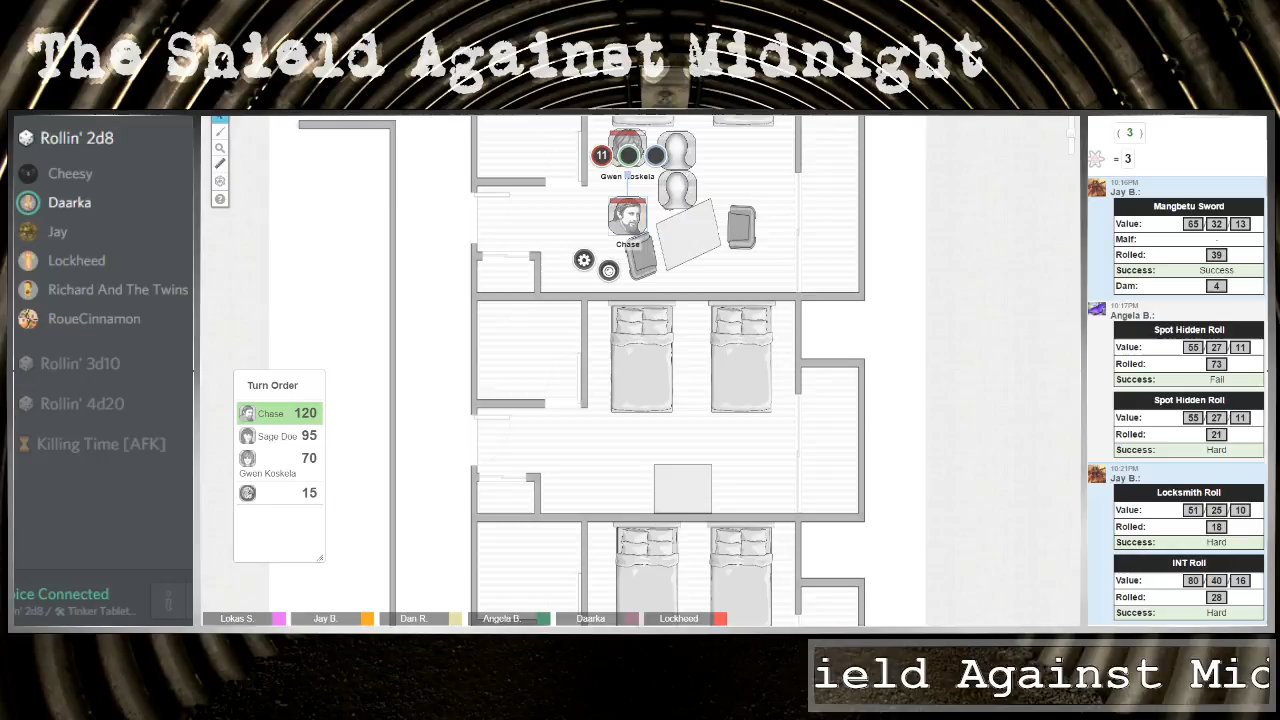 The Shield Against Midnight
Rollin' 2d8
Cheesy
Daarka
Jay
Lockheed
Richard And The Twins
RoueCinnamon
Rollin' 3d10
Rollin' 4d20
Killing Time [AFK]
oice Connected
n' 2d8 / Tinker Tablet...
11
Gwen Koskela
Chase
Turn Order
Chase 120
Sage Doe 95
70
Gwen Koskela
15
Lokas S.
Jay B.
Dan R.
Angela B.
Daarka
Lockheed
( 3 )
= 3
10:16PM
Jay B.:
Mangbetu Sword
Value: 65 32 13
Malf: -
Rolled: 39
Success: Success
Dam: 4
10:17PM
Angela B.:
Spot Hidden Roll
Value: 55 27 11
Rolled: 73
Success: Fail
Spot Hidden Roll
Value: 55 27 11
Rolled: 21
Success: Hard
10:21PM
Jay B.:
Locksmith Roll
Value: 51 25 10
Rolled: 18
Success: Hard
INT Roll
Value: 80 40 16
Rolled: 28
Success: Hard
ield Against Mid